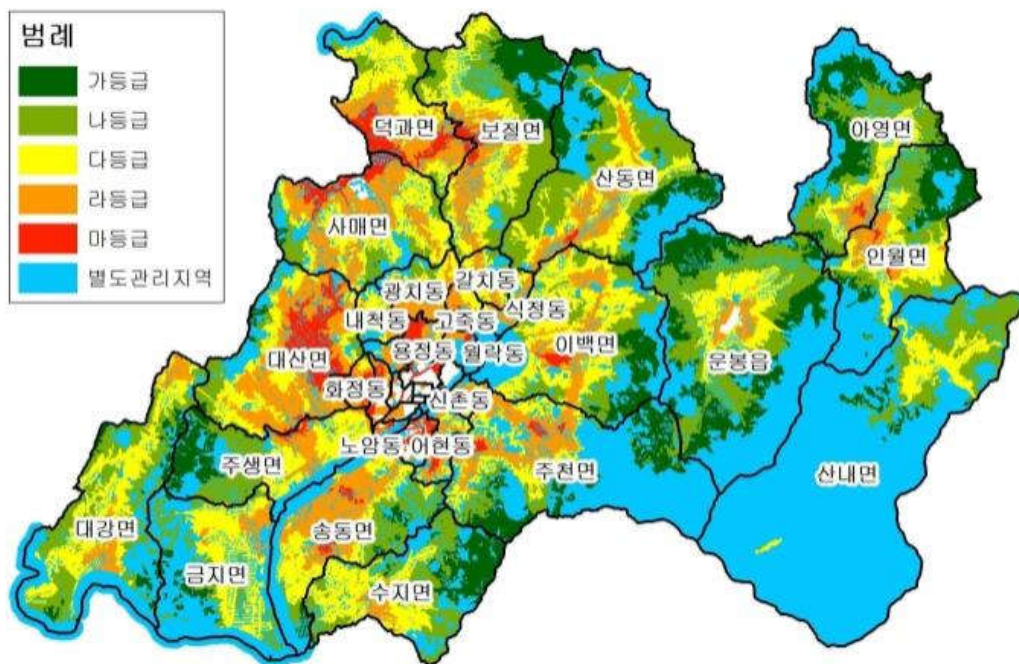 범례
가등급
나등급
다등급
라등급
마등급
별도관리지역
덕과면
보절면
아영면
산동면
사매면
인월면
갈치동
광치동
식정동
내척동
고죽동
이백면
용정동
월락동
대산면
운봉읍
화정동
신촌동
노암동
어현동
주생면
주천면
산내면
대강면
송동면
금지면
수지면